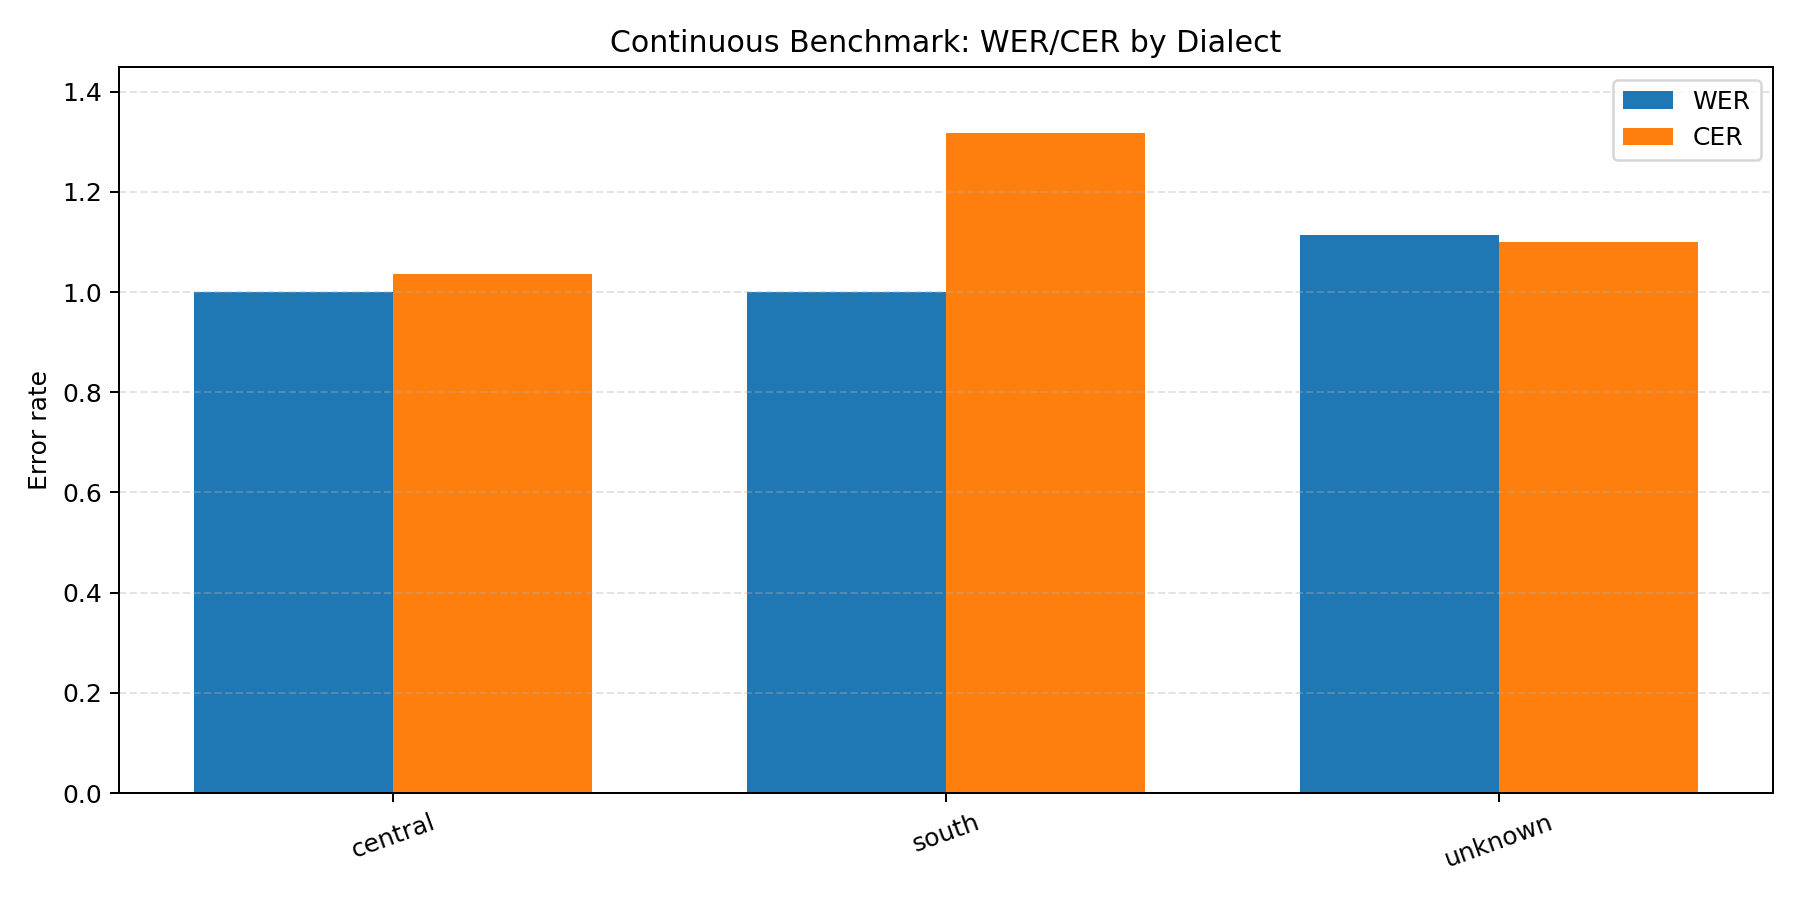 Continuous Benchmark: WER/CER by Dialect
WER
CER
Error rate
1.4
1.2
1.0
0.8
0.6
0.4
0.2
0.0
central
south
unknown